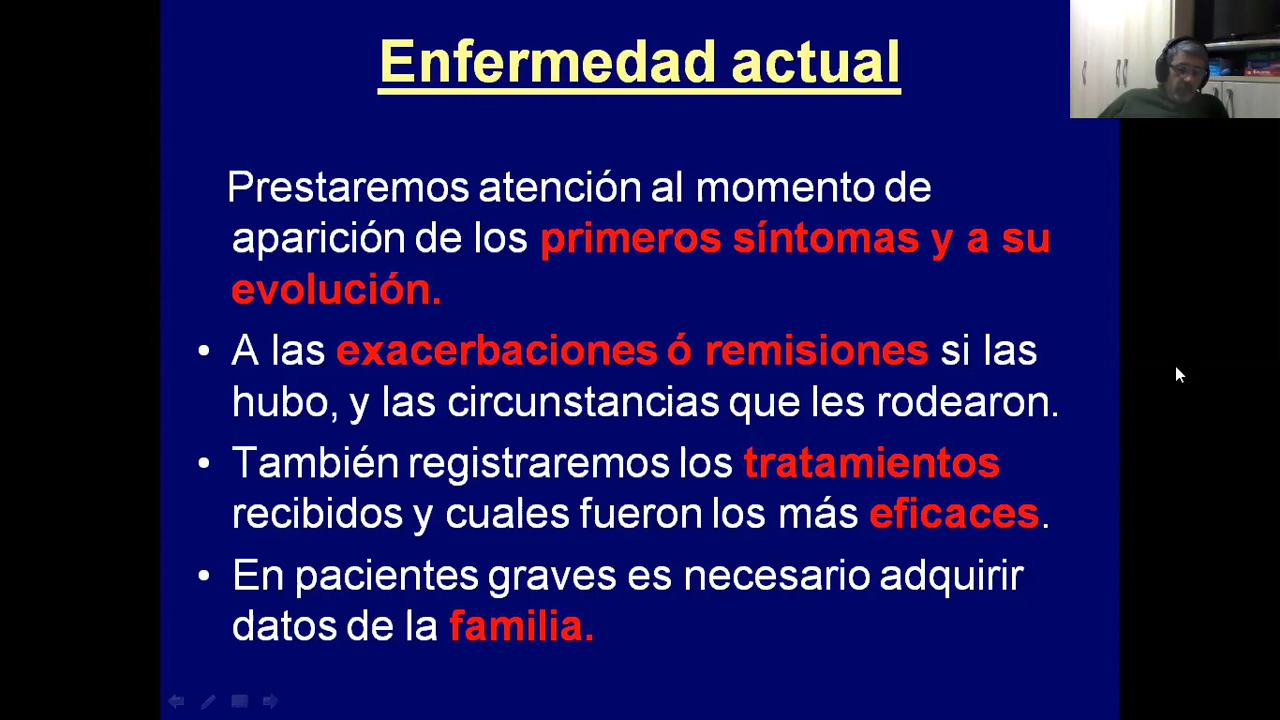 Enfermedad actual
Prestaremos atención al momento de
aparición de los primeros síntomas y a su
evolución.
• A las exacerbaciones ó remisiones si las
hubo, y las circunstancias que les rodearon.
• También registraremos los tratamientos
recibidos y cuales fueron los más eficaces.
• En pacientes graves es necesario adquirir
datos de la familia.